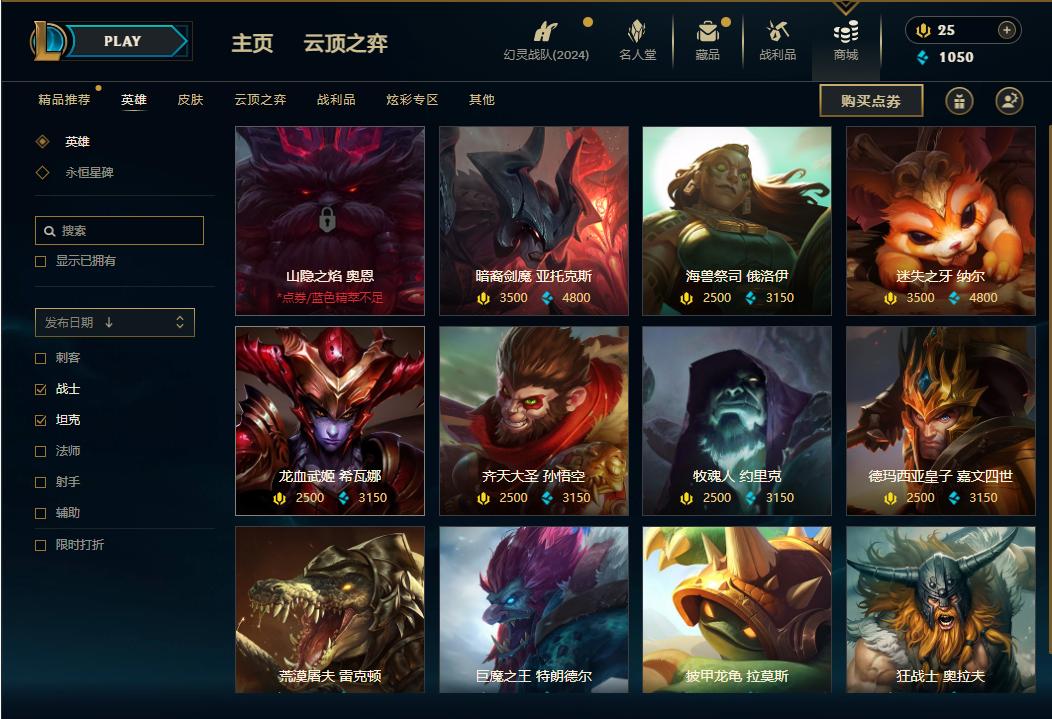 PLAY
主页
云顶之弈
幻灵战队(2024)
名人堂
藏品
战利品
商城
25
1050
精品推荐
英雄
皮肤
云顶之弈
战利品
炫彩专区
其他
购买点券
英雄
永恒星碑
搜索
显示已拥有
发布日期 ↓
刺客
战士
坦克
法师
射手
辅助
限时打折
山隐之焰 奥恩
*点券/蓝色精萃不足
暗裔剑魔 亚托克斯
3500 4800
海兽祭司 俄洛伊
2500 3150
迷失之牙 纳尔
3500 4800
龙血武姬 希瓦娜
2500 3150
齐天大圣 孙悟空
2500 3150
牧魂人 约里克
2500 3150
德玛西亚皇子 嘉文四世
2500 3150
荒漠屠夫 雷克顿
巨魔之王 特朗德尔
披甲龙龟 拉莫斯
狂战士 奥拉夫